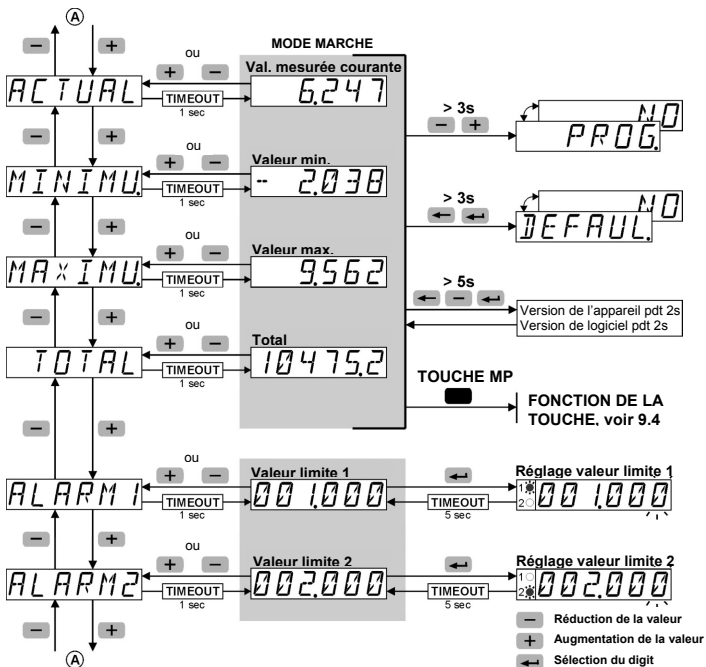 A
ou
MODE MARCHE
Val. mesurée courante
ACTUAL
TIMEOUT
1 sec
6.247
> 3s
NO
PROG.
ou
Valeur min.
MINIMU.
TIMEOUT
1 sec
- 2.038
> 3s
NO
DEFAUL.
ou
Valeur max.
MAXIMU.
TIMEOUT
1 sec
9.562
> 5s
Version de l'appareil pdt 2s
Version de logiciel pdt 2s
ou
Total
TOTAL
TIMEOUT
1 sec
10475.2
TOUCHE MP
FONCTION DE LA
TOUCHE, voir 9.4
ou
Valeur limite 1
Réglage valeur limite 1
ALARM1
TIMEOUT
1 sec
001.000
TIMEOUT
5 sec
1
2
001.000
ou
Valeur limite 2
Réglage valeur limite 2
ALARM2
TIMEOUT
1 sec
002.000
TIMEOUT
5 sec
1
2
002.000
- Réduction de la valeur
+ Augmentation de la valeur
Sélection du digit
A